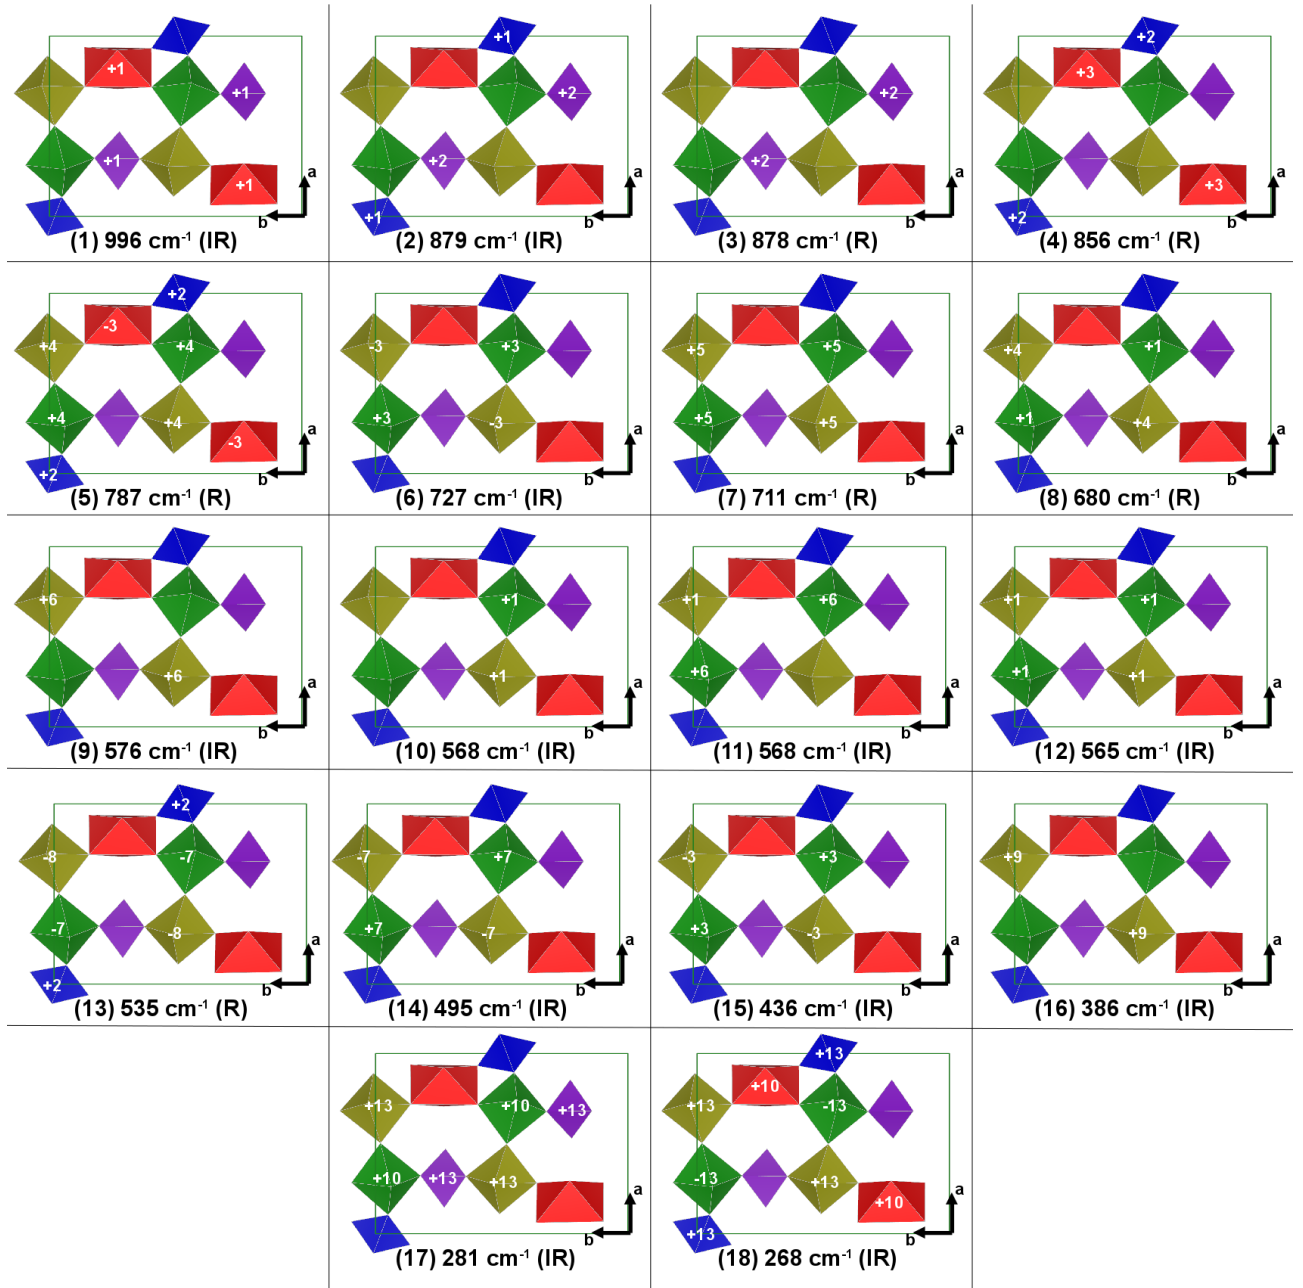 +1
+1
+1
+1
a
b
(1) 996 cm⁻¹ (IR)
+1
+2
+2
+1
a
b
(2) 879 cm⁻¹ (IR)
+2
+2
a
b
(3) 878 cm⁻¹ (R)
+2
+3
+3
+2
a
b
(4) 856 cm⁻¹ (R)
+2
-3
+4
+4
+4
+4
-3
+2
a
b
(5) 787 cm⁻¹ (R)
-3
+3
+3
-3
a
b
(6) 727 cm⁻¹ (IR)
+5
+5
+5
+5
a
b
(7) 711 cm⁻¹ (R)
+4
+1
+1
+4
a
b
(8) 680 cm⁻¹ (R)
+6
+6
a
b
(9) 576 cm⁻¹ (IR)
+1
+1
a
b
(10) 568 cm⁻¹ (IR)
+1
+6
+6
a
b
(11) 568 cm⁻¹ (IR)
+1
+1
+1
+1
a
b
(12) 565 cm⁻¹ (IR)
+2
-8
-7
-7
-8
+2
a
b
(13) 535 cm⁻¹ (R)
-7
+7
+7
-7
a
b
(14) 495 cm⁻¹ (IR)
-3
+3
+3
-3
a
b
(15) 436 cm⁻¹ (IR)
+9
+9
a
b
(16) 386 cm⁻¹ (IR)
+13
+10
+13
+10
+13
+13
a
b
(17) 281 cm⁻¹ (IR)
+13
+10
+13
-13
-13
+13
+10
+13
a
b
(18) 268 cm⁻¹ (IR)